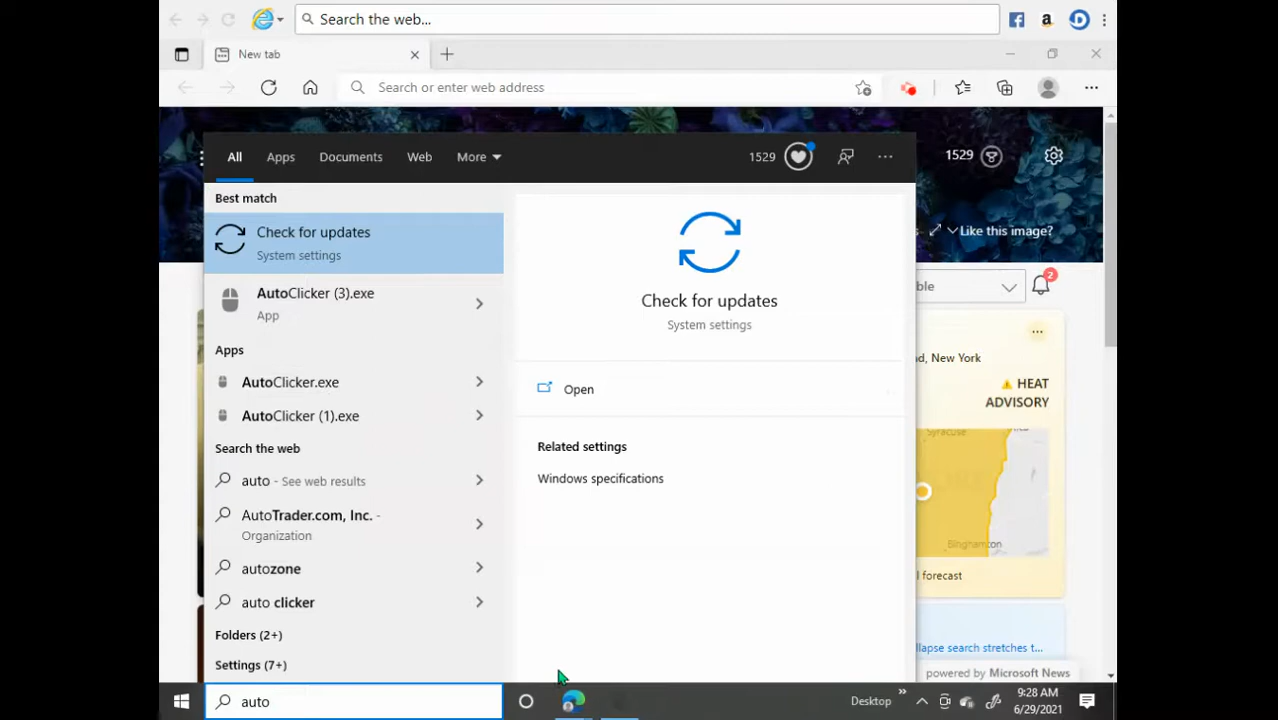 Search the web...
New tab
Search or enter web address
All Apps Documents Web More 1529
1529
Best match
Check for updates
System settings
AutoClicker (3).exe
App
Apps
AutoClicker.exe
AutoClicker (1).exe
Search the web
auto - See web results
AutoTrader.com, Inc. -
Organization
autozone
auto clicker
Folders (2+)
Settings (7+)
Check for updates
System settings
Open
Related settings
Windows specifications
Like this image?
ble
2
d, New York
HEAT
ADVISORY
Syracuse
Binghamton
l forecast
lapse search stretches t...
powered by Microsoft News
auto
Desktop
9:28 AM
6/29/2021